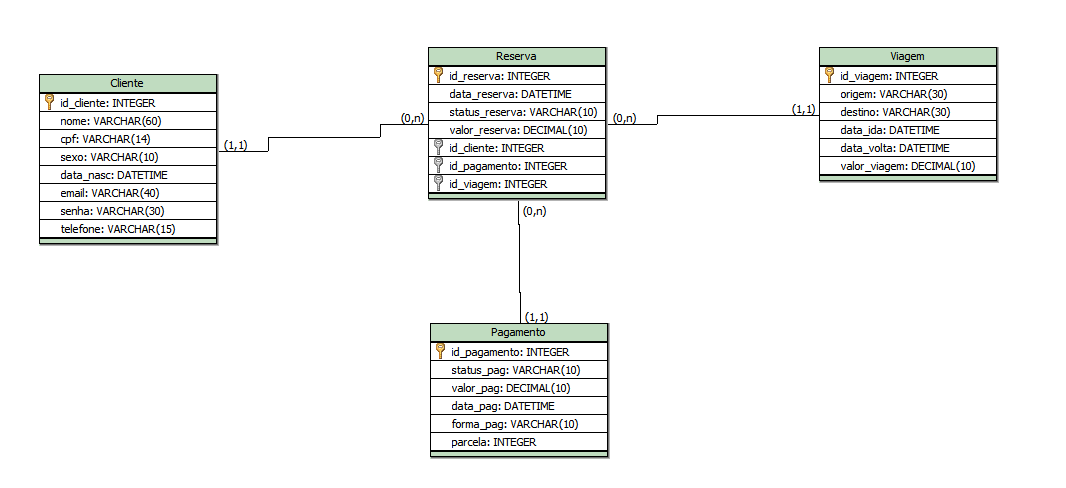 Cliente
id_cliente: INTEGER
nome: VARCHAR(60)
cpf: VARCHAR(14)
sexo: VARCHAR(10)
data_nasc: DATETIME
email: VARCHAR(40)
senha: VARCHAR(30)
telefone: VARCHAR(15)
(1,1)
(0,n)
Reserva
id_reserva: INTEGER
data_reserva: DATETIME
status_reserva: VARCHAR(10)
valor_reserva: DECIMAL(10)
id_cliente: INTEGER
id_pagamento: INTEGER
id_viagem: INTEGER
(0,n)
(1,1)
Viagem
id_viagem: INTEGER
origem: VARCHAR(30)
destino: VARCHAR(30)
data_ida: DATETIME
data_volta: DATETIME
valor_viagem: DECIMAL(10)
(0,n)
(1,1)
Pagamento
id_pagamento: INTEGER
status_pag: VARCHAR(10)
valor_pag: DECIMAL(10)
data_pag: DATETIME
forma_pag: VARCHAR(10)
parcela: INTEGER